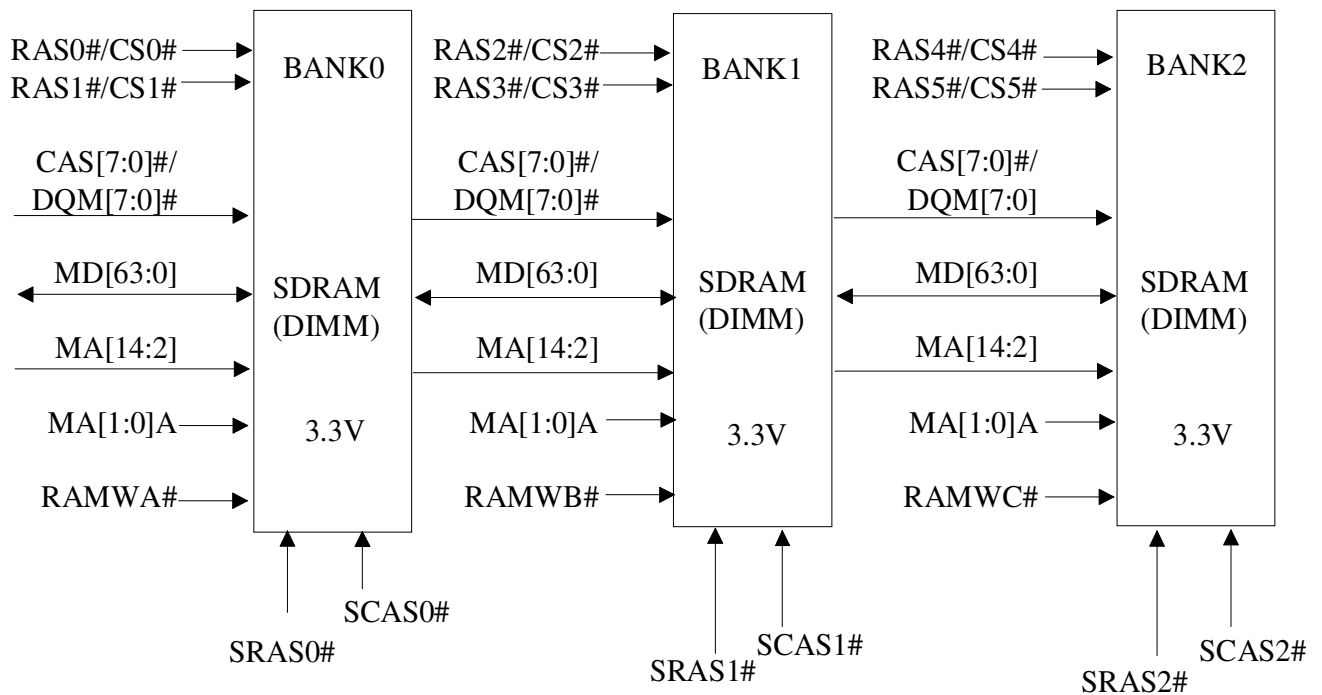 RAS0#/CS0#
RAS1#/CS1#
CAS[7:0]#/
DQM[7:0]#
MD[63:0]
MA[14:2]
MA[1:0]A
RAMWA#
BANK0
SDRAM
(DIMM)
3.3V
SRAS0#
SCAS0#
RAS2#/CS2#
RAS3#/CS3#
CAS[7:0]#/
DQM[7:0]#
MD[63:0]
MA[14:2]
MA[1:0]A
RAMWB#
BANK1
SDRAM
(DIMM)
3.3V
SRAS1#
SCAS1#
RAS4#/CS4#
RAS5#/CS5#
CAS[7:0]#/
DQM[7:0]
MD[63:0]
MA[14:2]
MA[1:0]A
RAMWC#
BANK2
SDRAM
(DIMM)
3.3V
SRAS2#
SCAS2#